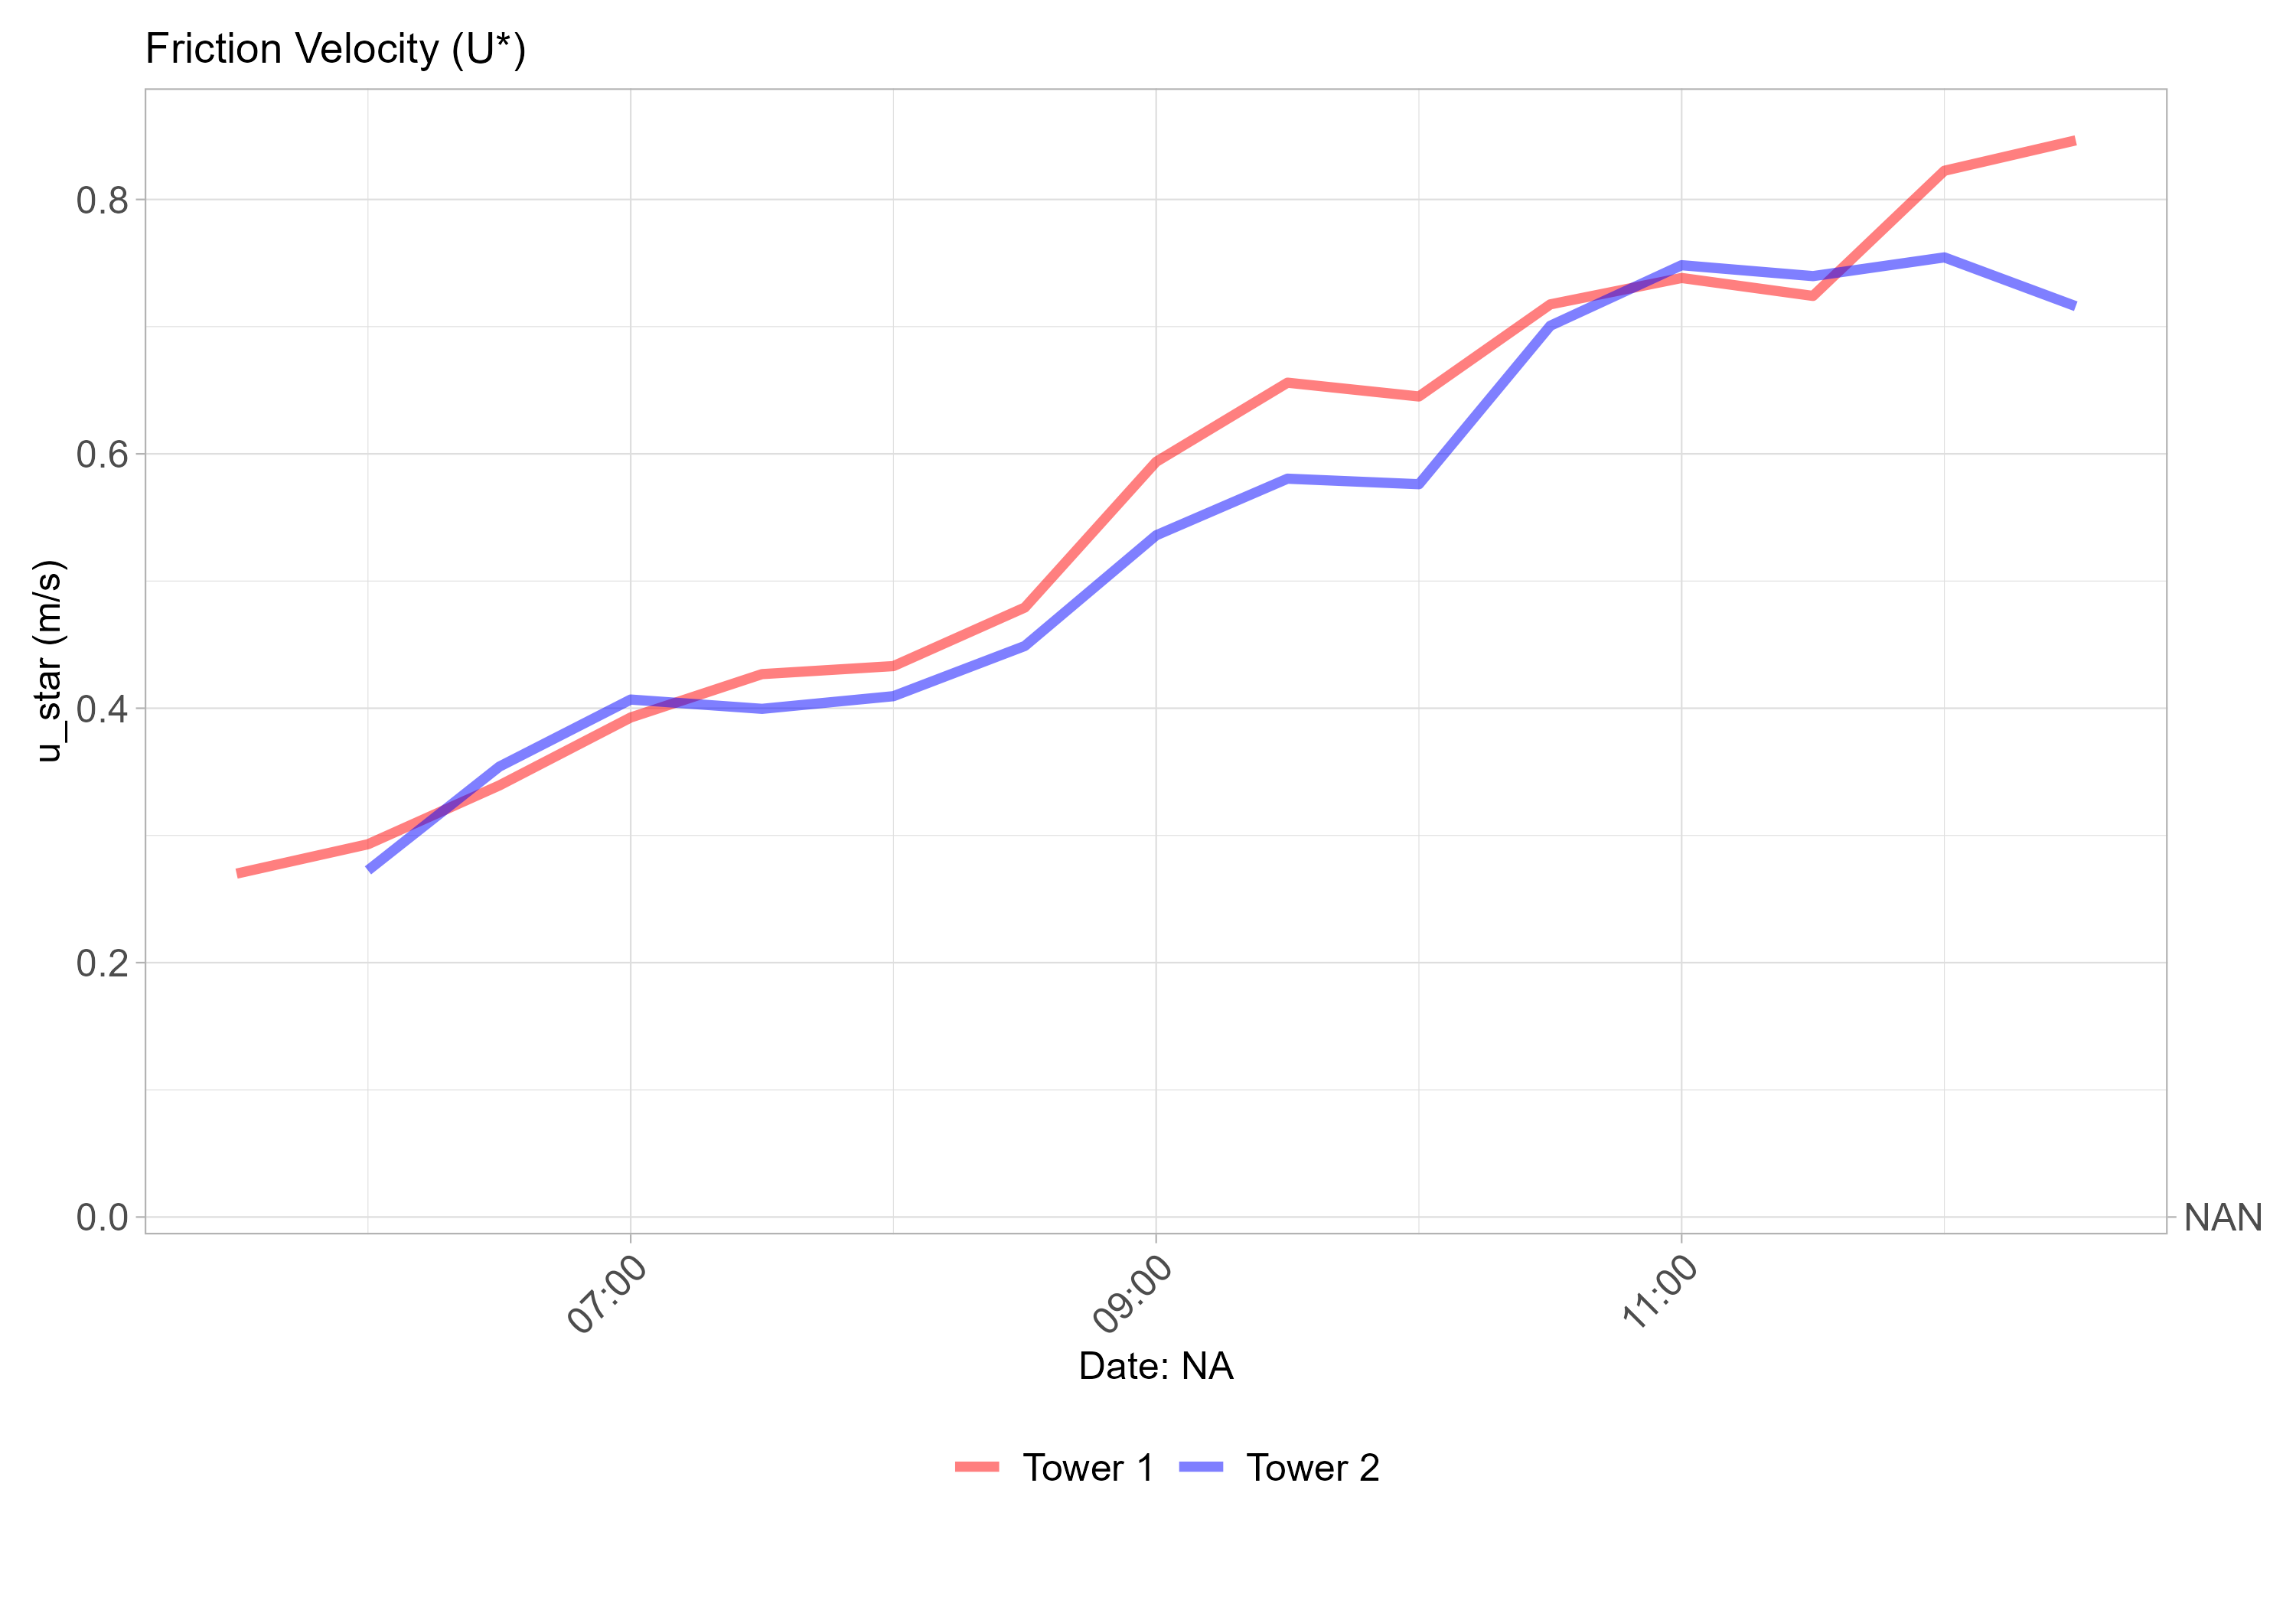 Friction Velocity (U*)
u_star (m/s)
0.8
0.6
0.4
0.2
0.0
NAN
07:00
09:00
11:00
Date: NA
Tower 1
Tower 2